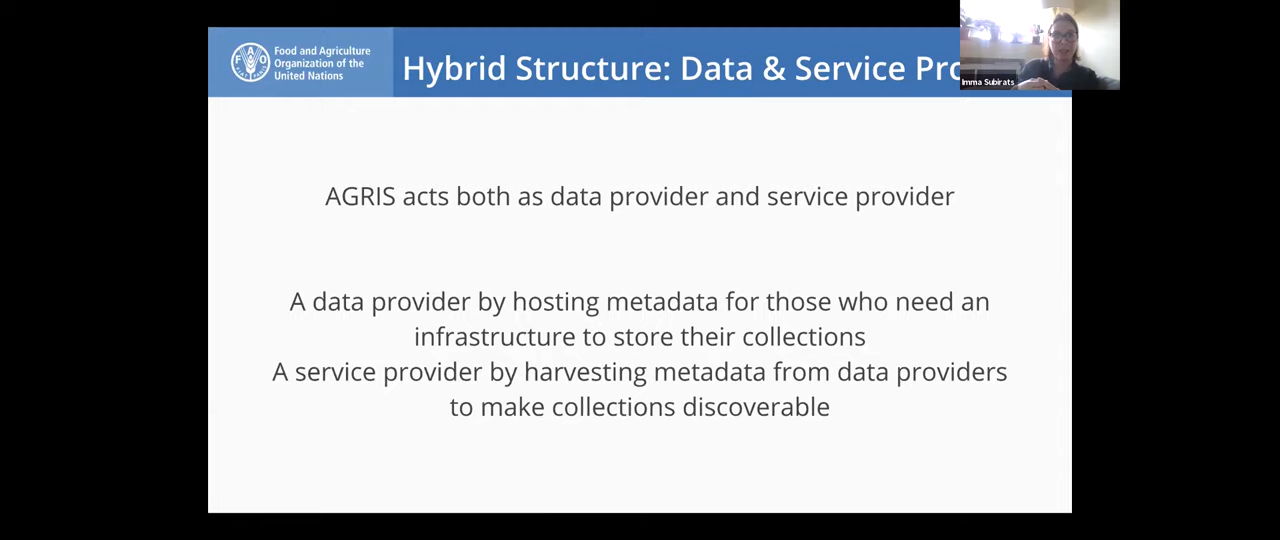 Food and Agriculture
Organization of the
United Nations
Hybrid Structure: Data & Service Pro
Imma Subirats
AGRIS acts both as data provider and service provider
A data provider by hosting metadata for those who need an
infrastructure to store their collections
A service provider by harvesting metadata from data providers
to make collections discoverable